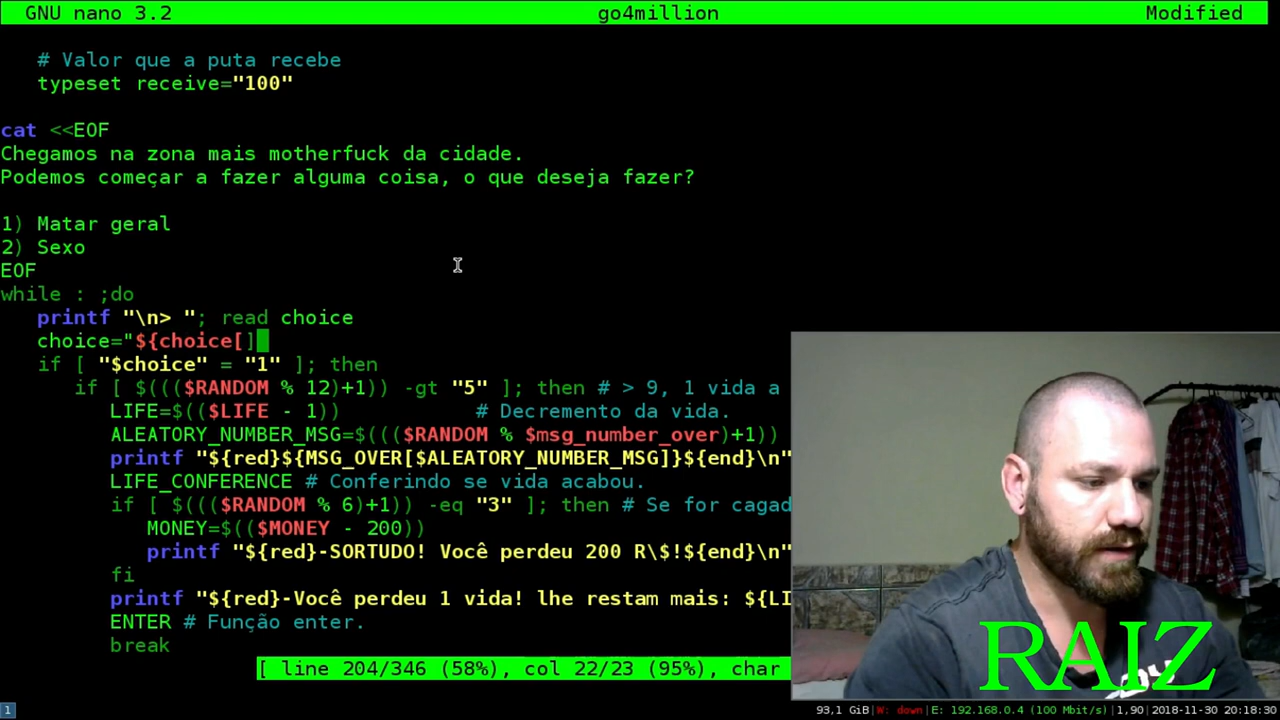 GNU nano 3.2 go4million Modified
# Valor que a puta recebe
typeset receive="100"
cat <<EOF
Chegamos na zona mais motherfuck da cidade.
Podemos começar a fazer alguma coisa, o que deseja fazer?
1) Matar geral
2) Sexo
EOF
while : ;do
printf "\n> "; read choice
choice="${choice[]
if [ "$choice" = "1" ]; then
if [ $((($RANDOM % 12)+1)) -gt "5" ]; then # > 9, 1 vida a
LIFE=$(($LIFE - 1)) # Decremento da vida.
ALEATORY_NUMBER_MSG=$((($RANDOM % $msg_number_over)+1))
printf "${red}${MSG_OVER[$ALEATORY_NUMBER_MSG]}${end}\n"
LIFE_CONFERENCE # Conferindo se vida acabou.
if [ $((($RANDOM % 6)+1)) -eq "3" ]; then # Se for cagad
MONEY=$(($MONEY - 200))
printf "${red}-SORTUDO! Você perdeu 200 R\$!${end}\n"
fi
printf "${red}-Você perdeu 1 vida! lhe restam mais: ${LI
ENTER # Função enter.
break
[ line 204/346 (58%), col 22/23 (95%), char
RAIZ
1 93,1 GiB|W: down|E: 192.168.0.4 (100 Mbit/s)|1,90|2018-11-30 20:18:30